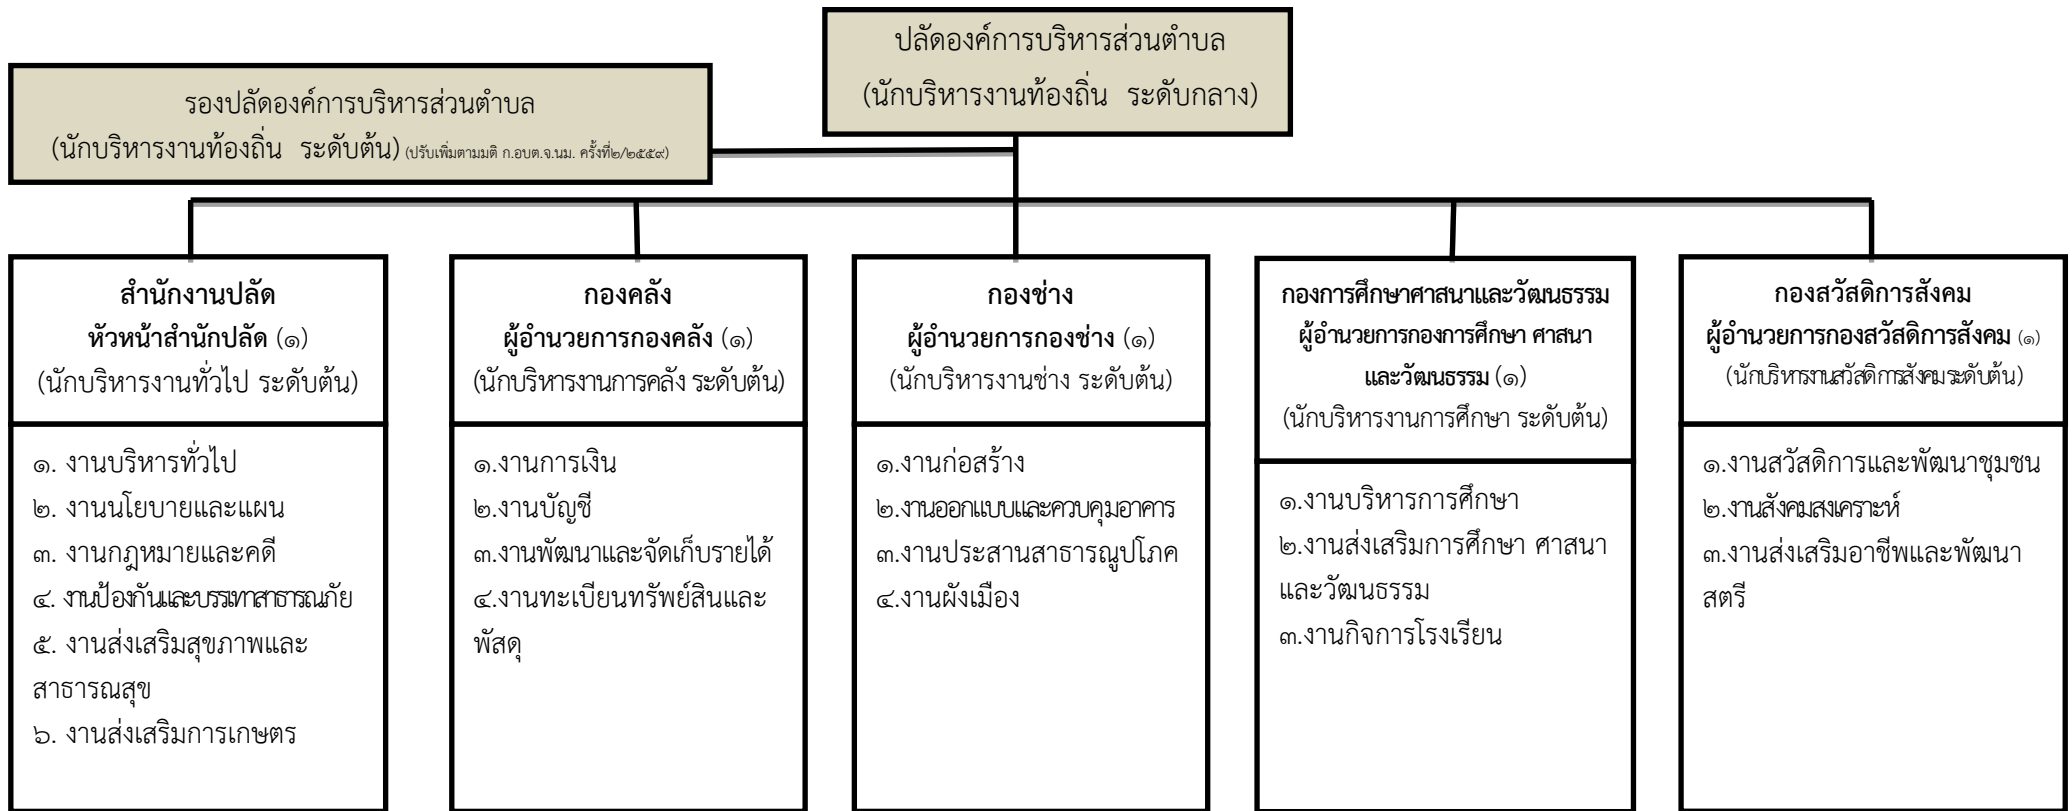 ปลัดองค์การบริหารส่วนตำบล
(นักบริหารงานท้องถิ่น ระดับกลาง)
รองปลัดองค์การบริหารส่วนตำบล
(นักบริหารงานท้องถิ่น ระดับต้น) (ปรับเพิ่มตามมติ ก.อบต.จ.นม. ครั้งที่๒/๒๕๕๙)
สำนักงานปลัด
หัวหน้าสำนักปลัด (๑)
(นักบริหารงานทั่วไป ระดับต้น)
๑. งานบริหารทั่วไป
๒. งานนโยบายและแผน
๓. งานกฎหมายและคดี
๔. งานป้องกันและบรรเทาสาธารณภัย
๕. งานส่งเสริมสุขภาพและ
สาธารณสุข
๖. งานส่งเสริมการเกษตร
กองคลัง
ผู้อำนวยการกองคลัง (๑)
(นักบริหารงานการคลัง ระดับต้น)
๑.งานการเงิน
๒.งานบัญชี
๓.งานพัฒนาและจัดเก็บรายได้
๔.งานทะเบียนทรัพย์สินและ
พัสดุ
กองช่าง
ผู้อำนวยการกองช่าง (๑)
(นักบริหารงานช่าง ระดับต้น)
๑.งานก่อสร้าง
๒.งานออกแบบและควบคุมอาคาร
๓.งานประสานสาธารณูปโภค
๔.งานผังเมือง
กองการศึกษาศาสนาและวัฒนธรรม
ผู้อำนวยการกองการศึกษา ศาสนา
และวัฒนธรรม (๑)
(นักบริหารงานการศึกษา ระดับต้น)
๑.งานบริหารการศึกษา
๒.งานส่งเสริมการศึกษา ศาสนา
และวัฒนธรรม
๓.งานกิจการโรงเรียน
กองสวัสดิการสังคม
ผู้อำนวยการกองสวัสดิการสังคม (๑)
(นักบริหารงานสวัสดิการสังคมระดับต้น)
๑.งานสวัสดิการและพัฒนาชุมชน
๒.งานสังคมสงเคราะห์
๓.งานส่งเสริมอาชีพและพัฒนา
สตรี